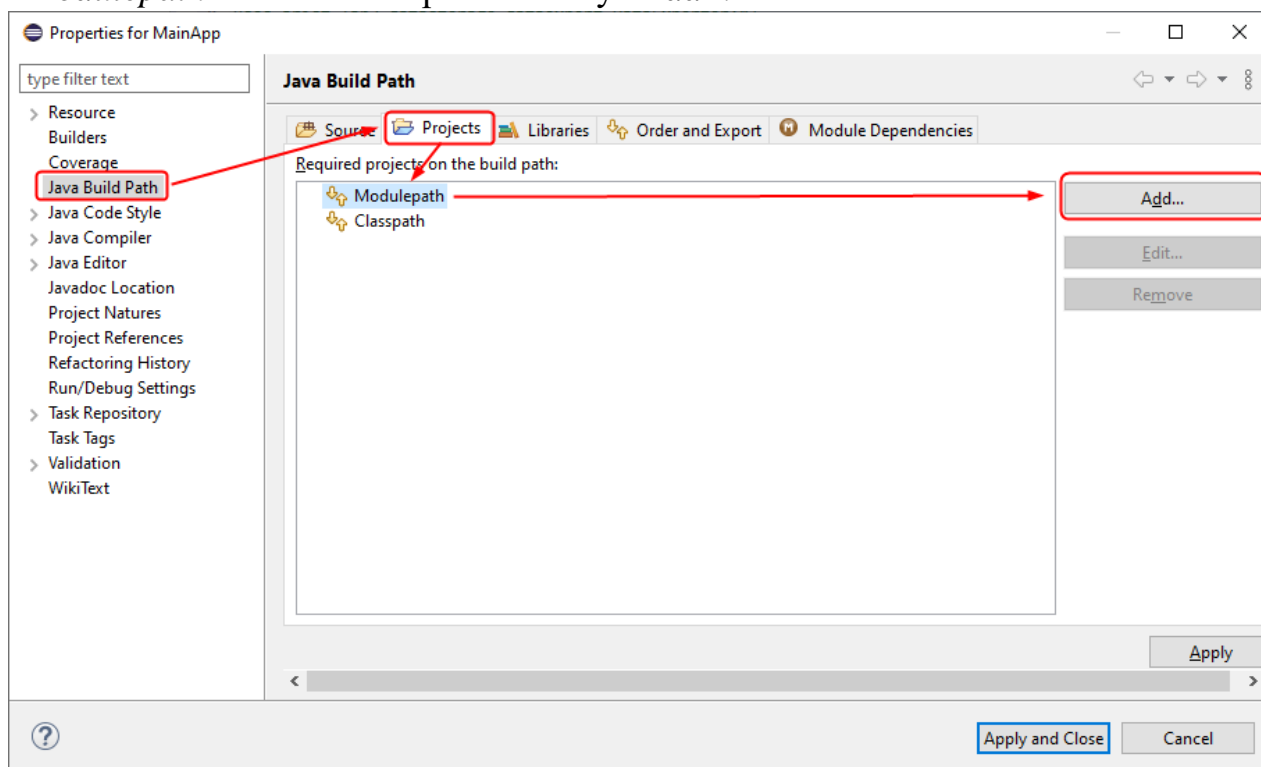 Properties for MainApp
type filter text
Java Build Path
Resource
Builders
Coverage
Java Build Path
Java Code Style
Java Compiler
Java Editor
Javadoc Location
Project Natures
Project References
Refactoring History
Run/Debug Settings
Task Repository
Task Tags
Validation
WikiText
Source Projects Libraries Order and Export Module Dependencies
Required projects on the build path:
Modulepath
Classpath
Add...
Edit...
Remove
Apply
Apply and Close Cancel